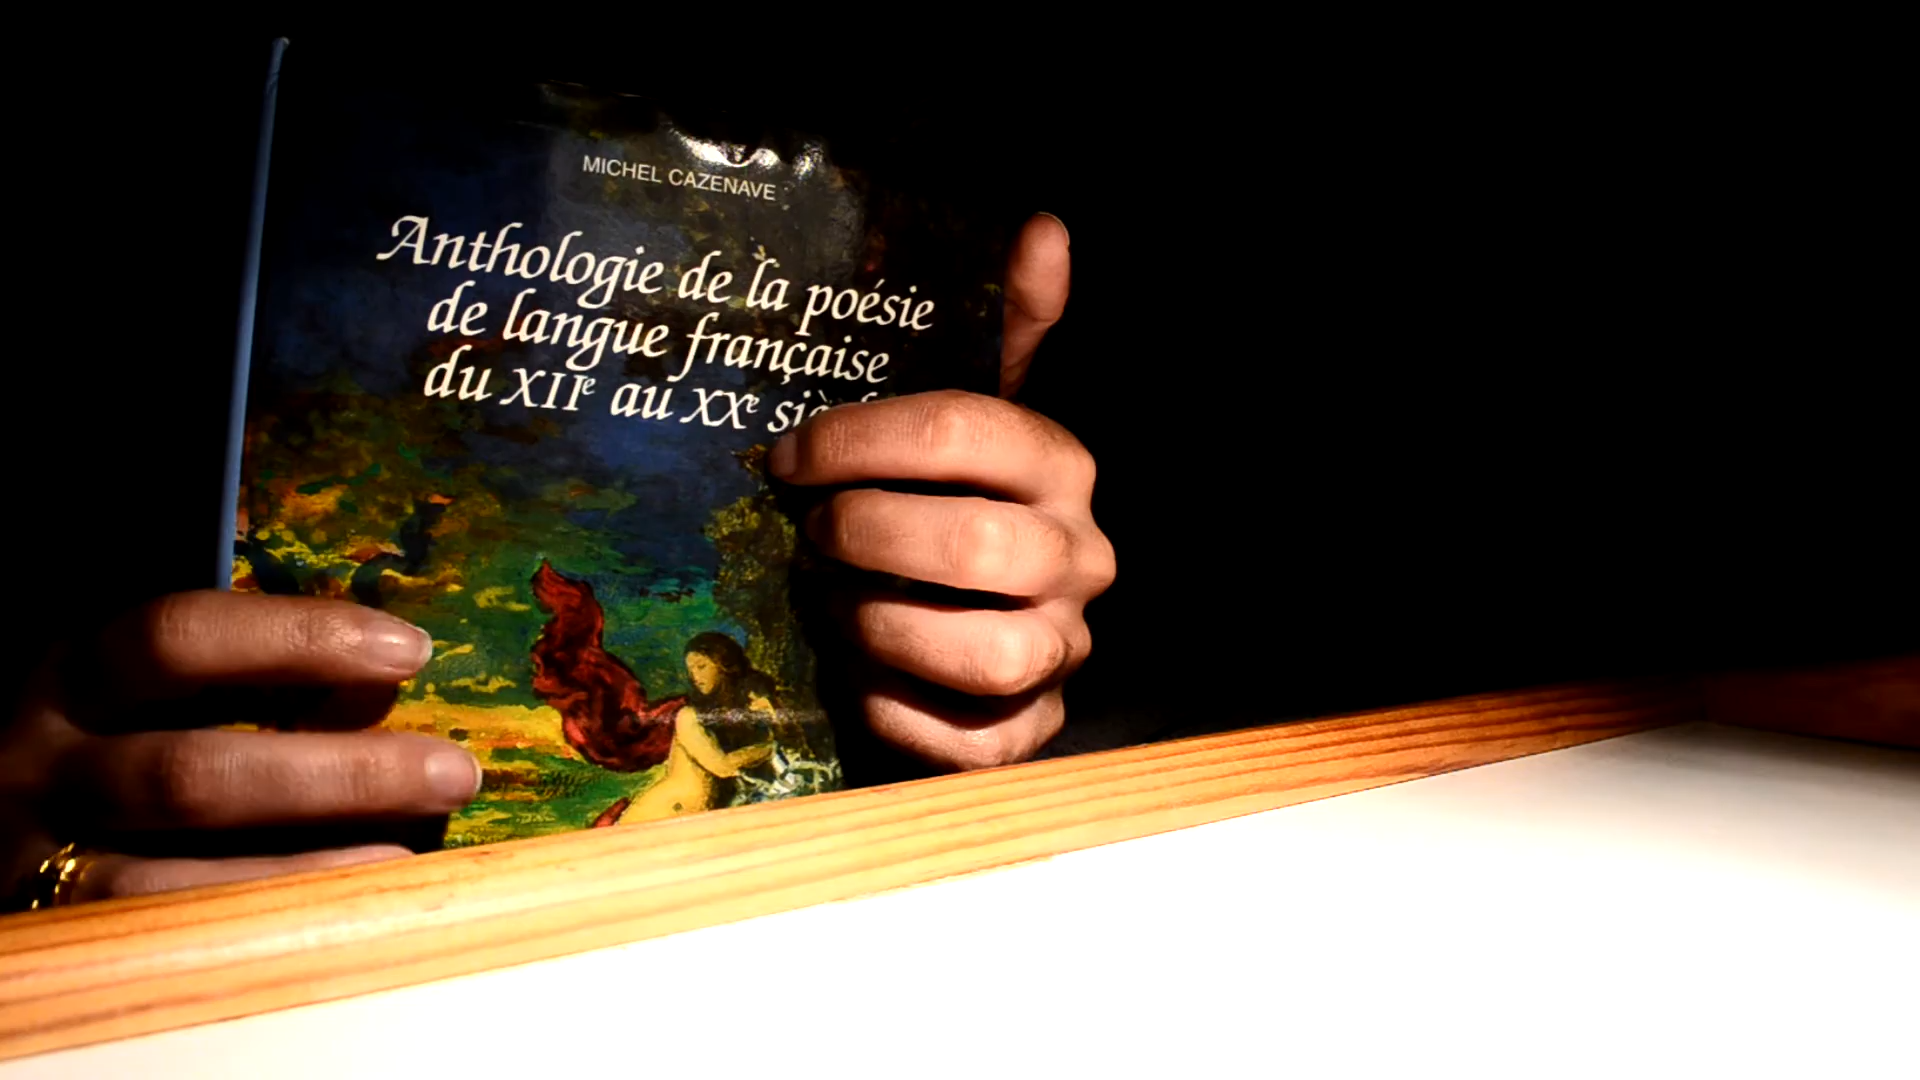 MICHEL CAZENAVE
Anthologie de la poésie
de langue française
du XIIe au XXe